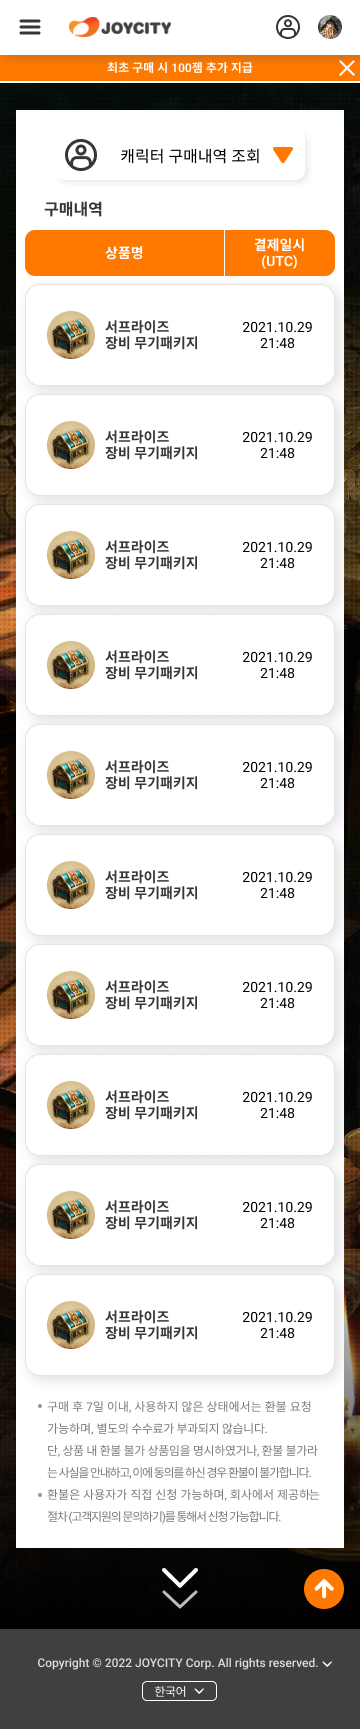 JOYCITY
최초 구매 시 100젬 추가 지급
캐릭터 구매내역 조회
구매내역
상품명
결제일시
(UTC)
서프라이즈
장비 무기패키지
2021.10.29
21:48
서프라이즈
장비 무기패키지
2021.10.29
21:48
서프라이즈
장비 무기패키지
2021.10.29
21:48
서프라이즈
장비 무기패키지
2021.10.29
21:48
서프라이즈
장비 무기패키지
2021.10.29
21:48
서프라이즈
장비 무기패키지
2021.10.29
21:48
서프라이즈
장비 무기패키지
2021.10.29
21:48
서프라이즈
장비 무기패키지
2021.10.29
21:48
서프라이즈
장비 무기패키지
2021.10.29
21:48
서프라이즈
장비 무기패키지
2021.10.29
21:48
구매 후 7일 이내, 사용하지 않은 상태에서는 환불 요청
가능하며, 별도의 수수료가 부과되지 않습니다.
단, 상품 내 환불 불가 상품임을 명시하였거나, 환불 불가라
는 사실을 안내하고, 이에 동의를 하신 경우 환불이 불가합니다.
환불은 사용자가 직접 신청 가능하며, 회사에서 제공하는
절차 (고객지원의 문의하기)를 통해서 신청 가능합니다.
Copyright © 2022 JOYCITY Corp. All rights reserved.
한국어